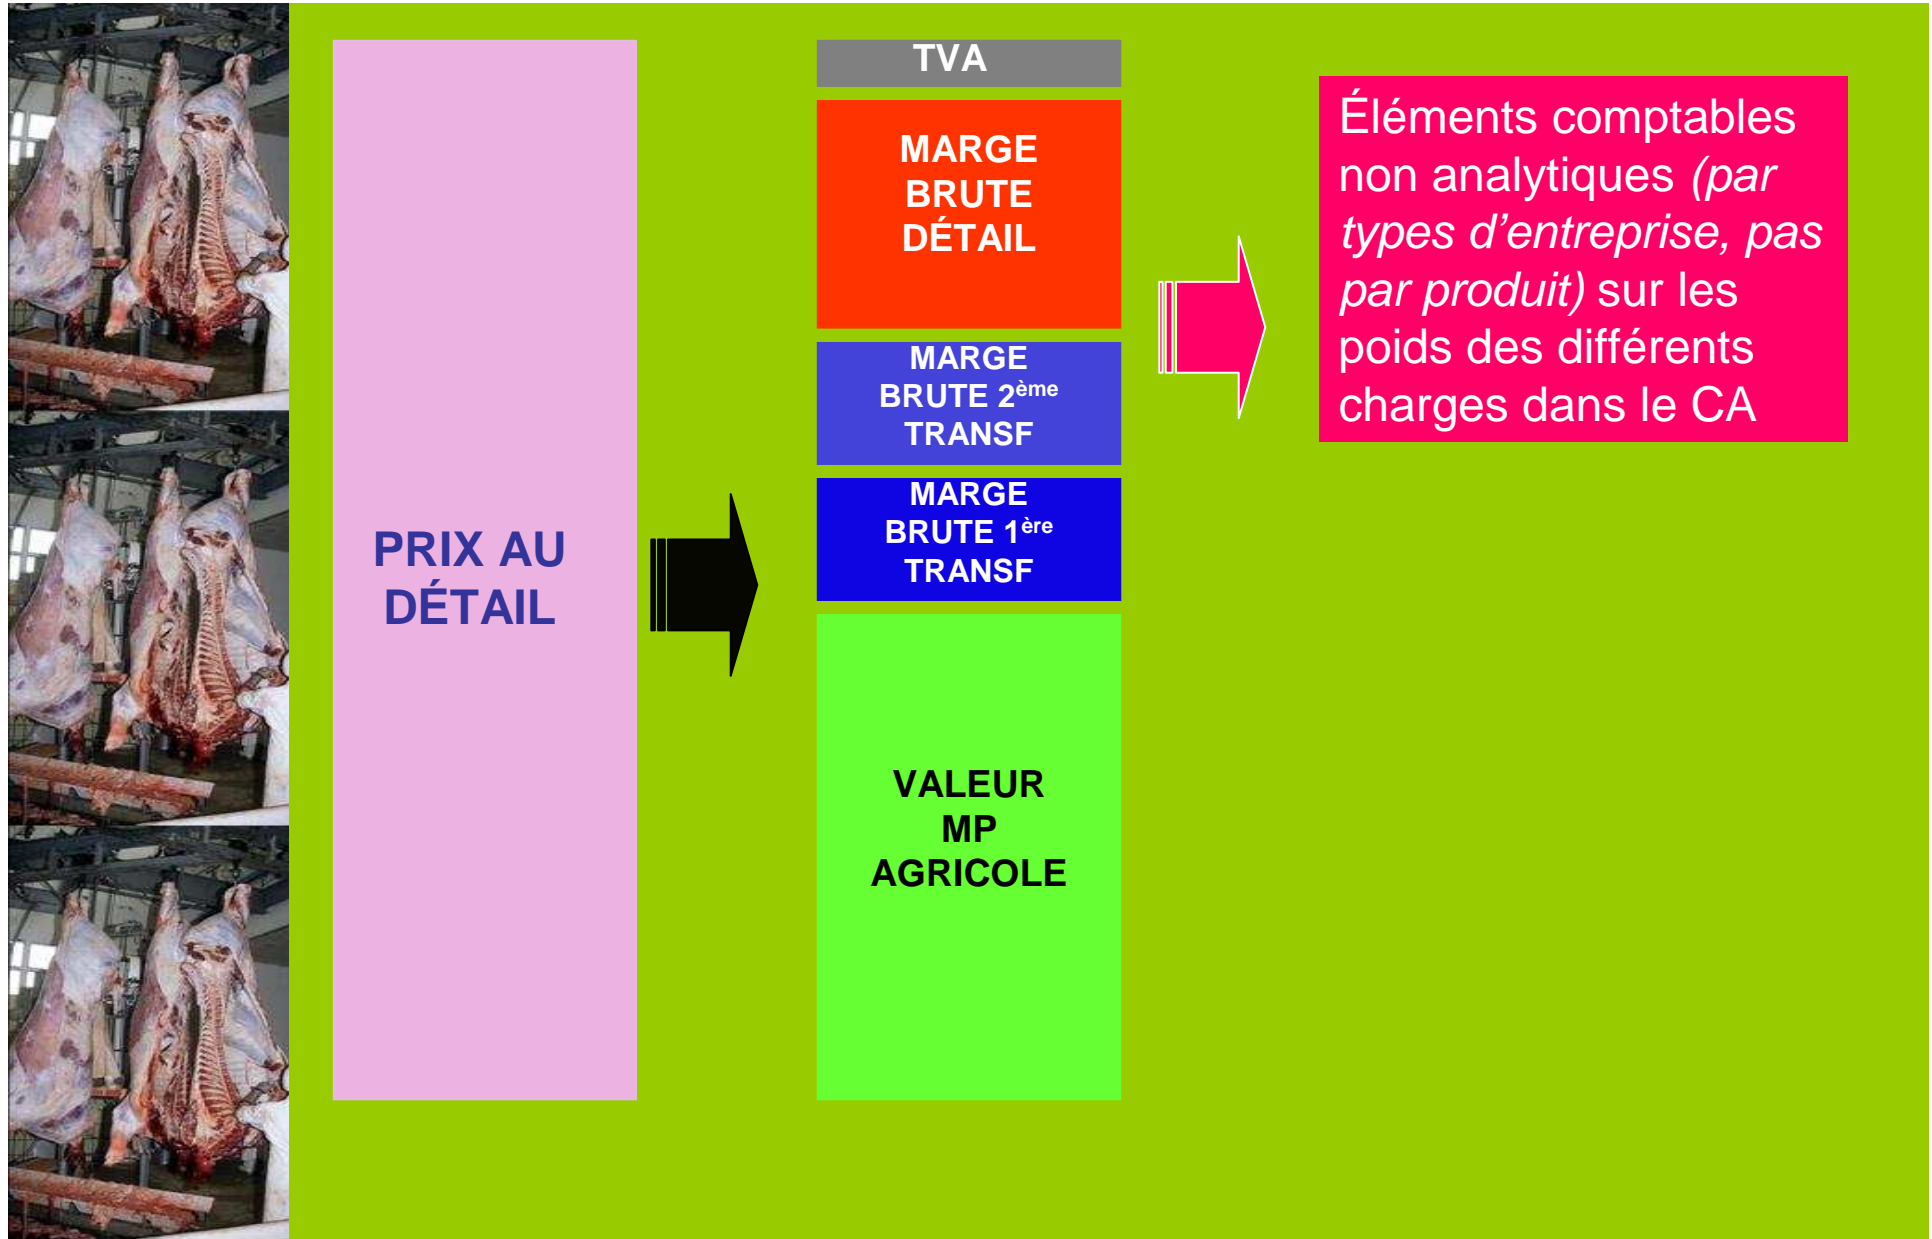 PRIX AU
DÉTAIL
TVA
MARGE
BRUTE
DÉTAIL
MARGE
BRUTE 2ème
TRANSF
MARGE
BRUTE 1ère
TRANSF
VALEUR
MP
AGRICOLE
Éléments comptables
non analytiques (par
types d’entreprise, pas
par produit) sur les
poids des différents
charges dans le CA